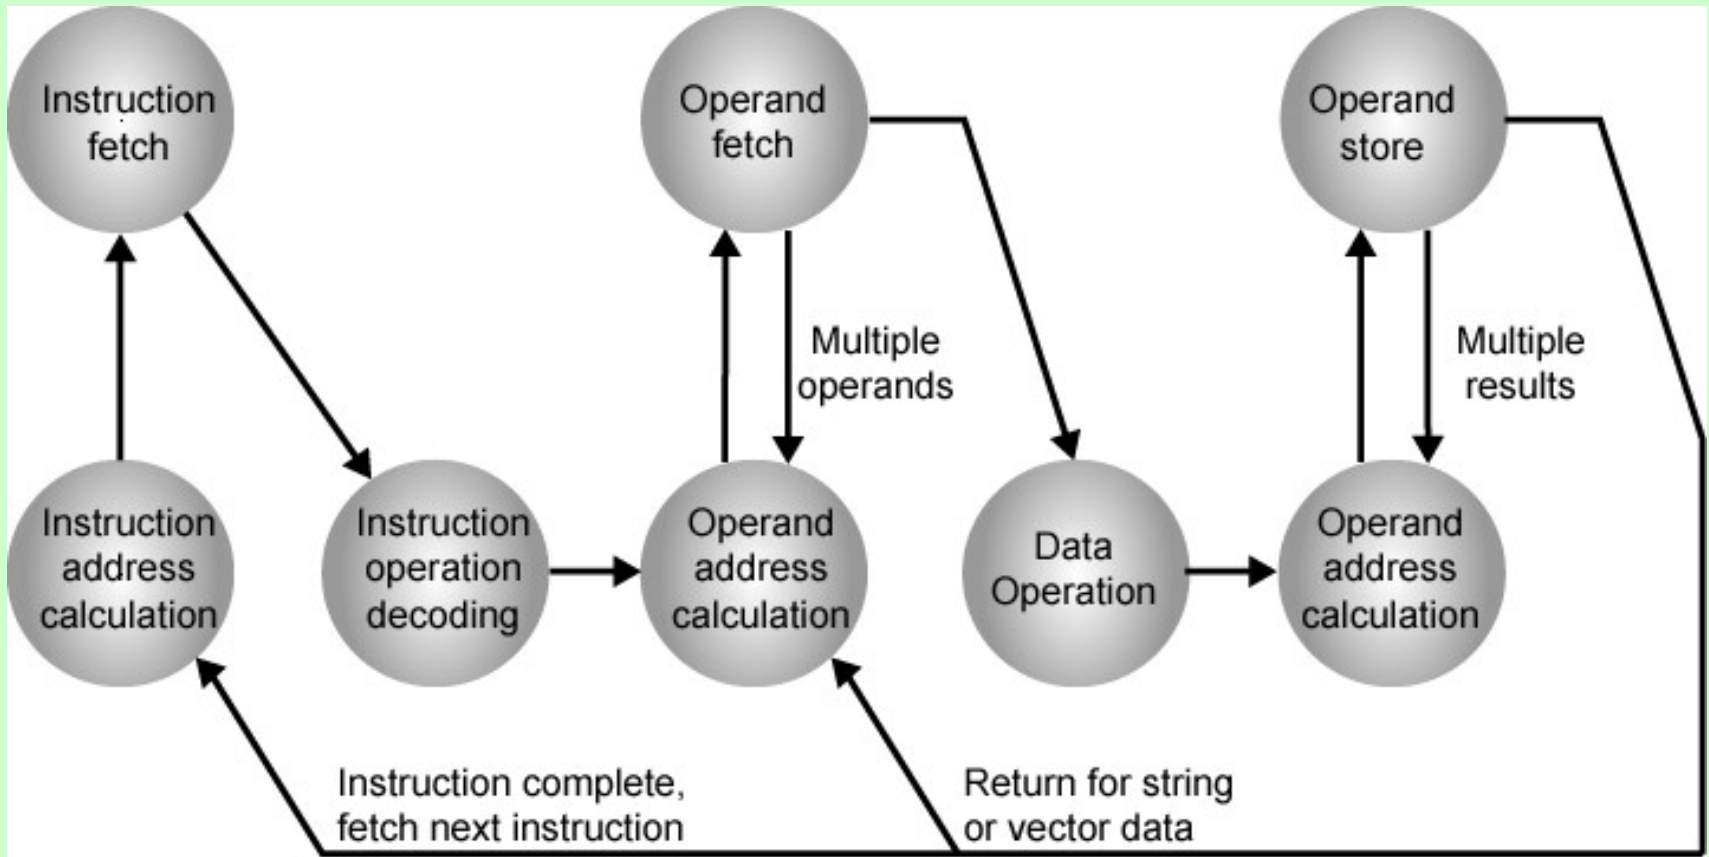 Instruction
fetch
Operand
fetch
Operand
store
Multiple
operands
Multiple
results
Instruction
address
calculation
Instruction
operation
decoding
Operand
address
calculation
Data
Operation
Operand
address
calculation
Instruction complete,
fetch next instruction
Return for string
or vector data